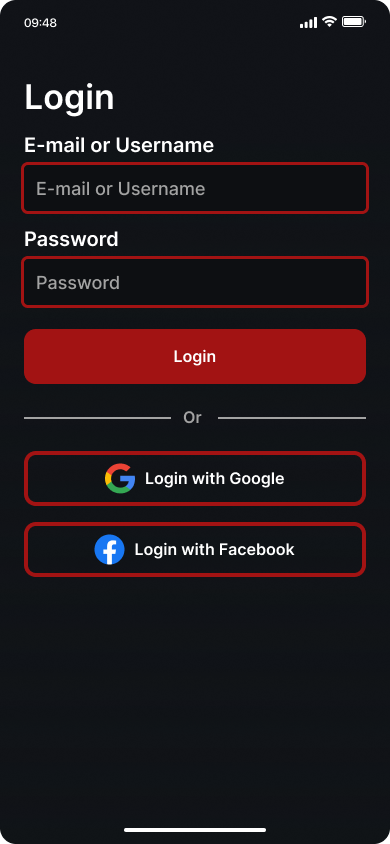 09:48
Login
E-mail or Username
E-mail or Username
Password
Password
Login
Or
Login with Google
Login with Facebook